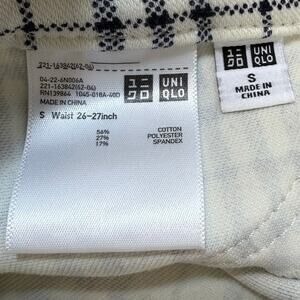 221-163842(62-04)
04-22-6N006A
221-163842(62-04)
RN139864 1045-018A-40D
MADE IN CHINA
S Waist 26-27inch
56% COTTON
27% POLYESTER
17% SPANDEX
ユニ
クロ
UNI
QLO
ユニ
クロ
UNI
QLO
S
MADE IN
CHINA